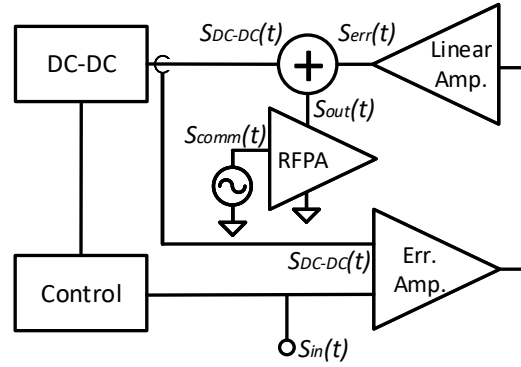 SDC-DC(t)
Serr(t)
DC-DC
+
Linear
Amp.
Sout(t)
Scomm(t)
RFPA
SDC-DC(t)
Err.
Amp.
Control
Sin(t)